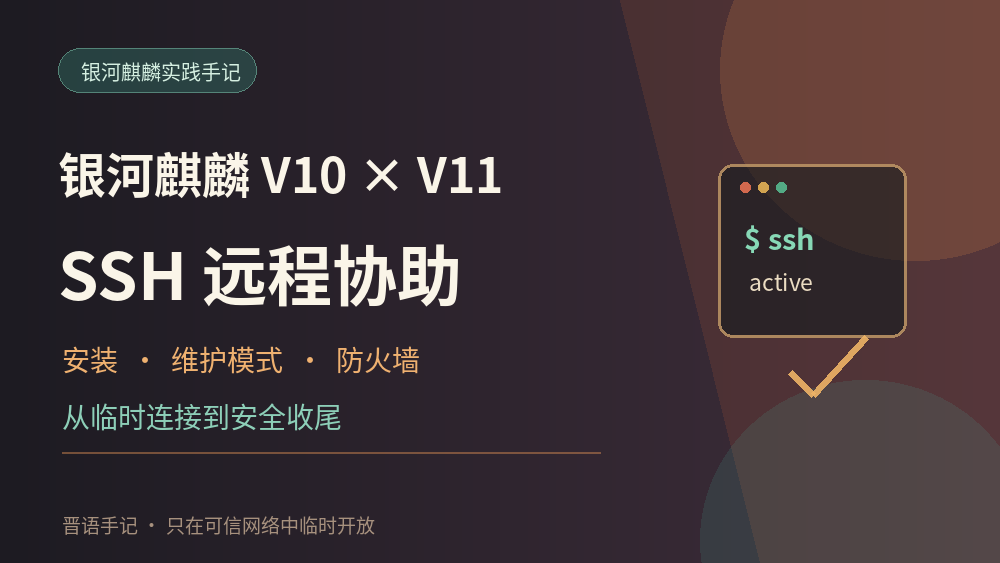 银河麒麟实践手记
银河麒麟 V10 × V11
SSH 远程协助
安装 · 维护模式 · 防火墙
从临时连接到安全收尾
晋语手记 · 只在可信网络中临时开放
$ ssh
active